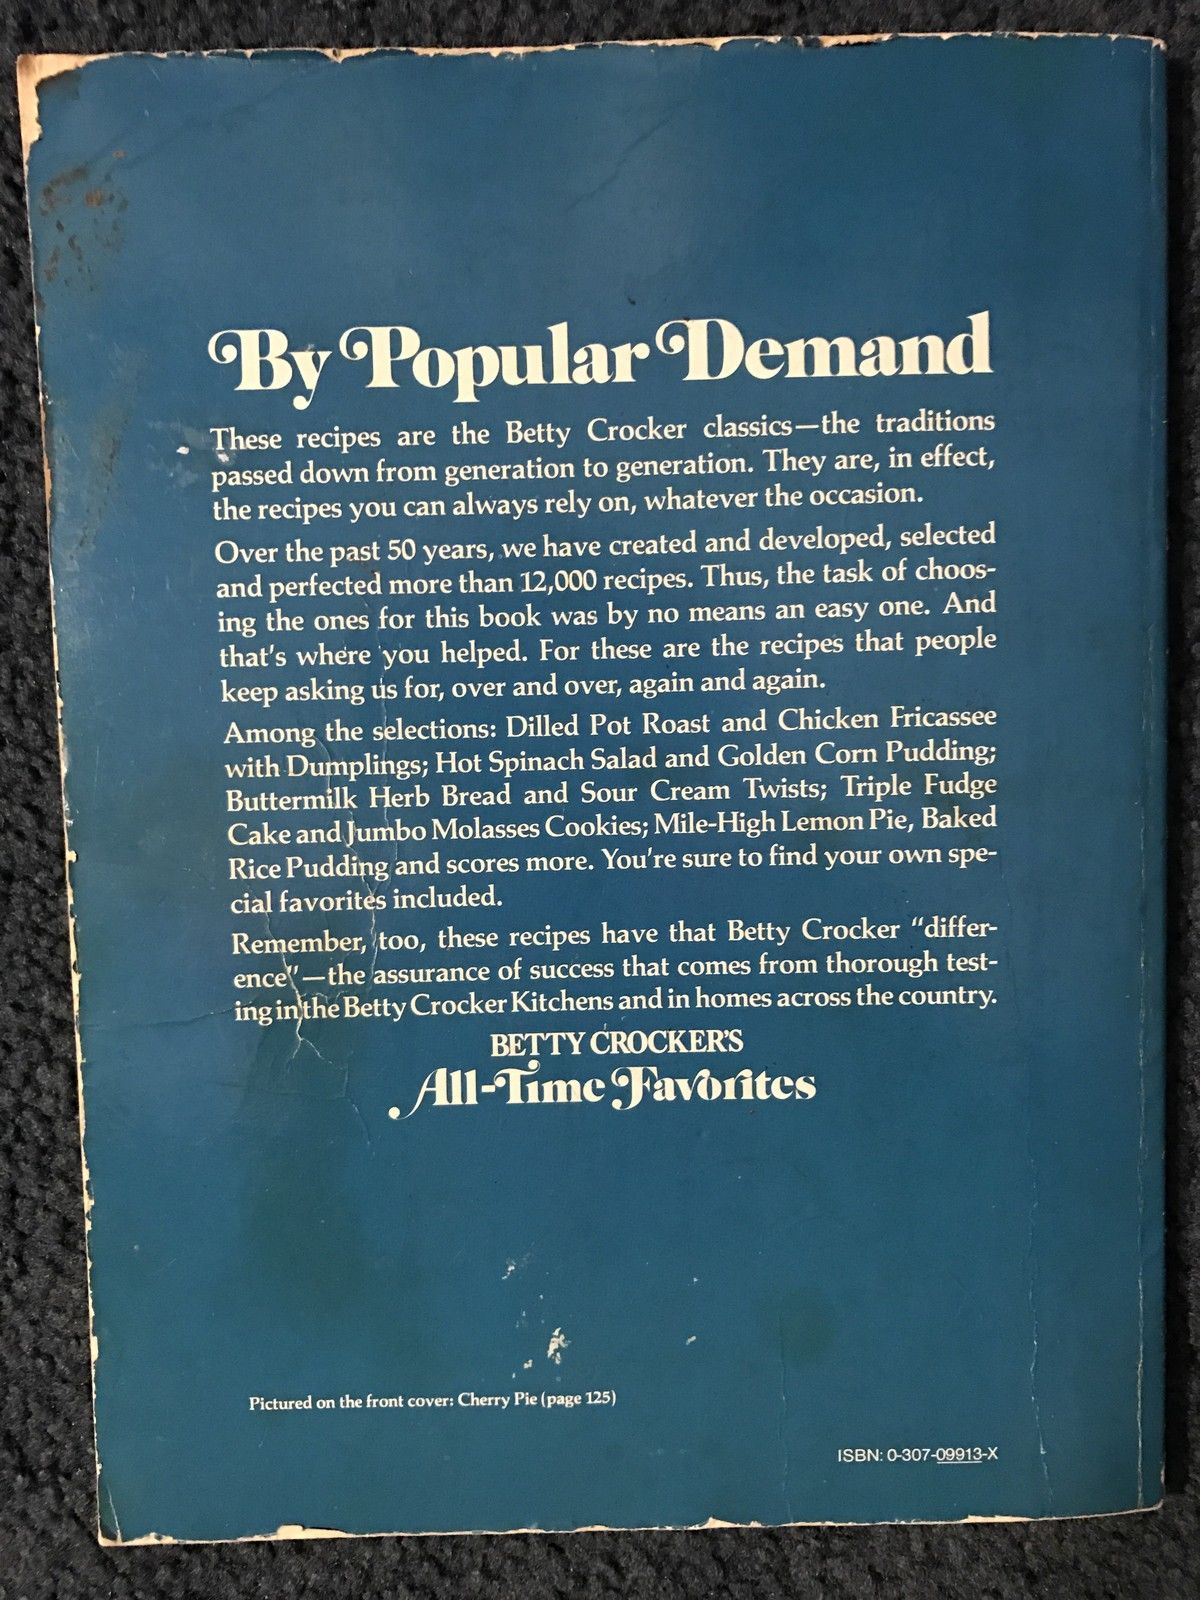 By Popular Demand
These recipes are the Betty Crocker classics—the traditions
passed down from generation to generation. They are, in effect,
the recipes you can always rely on, whatever the occasion.
Over the past 50 years, we have created and developed, selected
and perfected more than 12,000 recipes. Thus, the task of choos-
ing the ones for this book was by no means an easy one. And
that's where you helped. For these are the recipes that people
keep asking us for, over and over, again and again.
Among the selections: Dilled Pot Roast and Chicken Fricassee
with Dumplings; Hot Spinach Salad and Golden Corn Pudding;
Buttermilk Herb Bread and Sour Cream Twists; Triple Fudge
Cake and Jumbo Molasses Cookies; Mile-High Lemon Pie, Baked
Rice Pudding and scores more. You're sure to find your own spe-
cial favorites included.
Remember, too, these recipes have that Betty Crocker “differ-
ence”—the assurance of success that comes from thorough test-
ing in the Betty Crocker Kitchens and in homes across the country.
BETTY CROCKER'S
All-Time Favorites
Pictured on the front cover: Cherry Pie (page 125)
ISBN: 0-307-09913-X